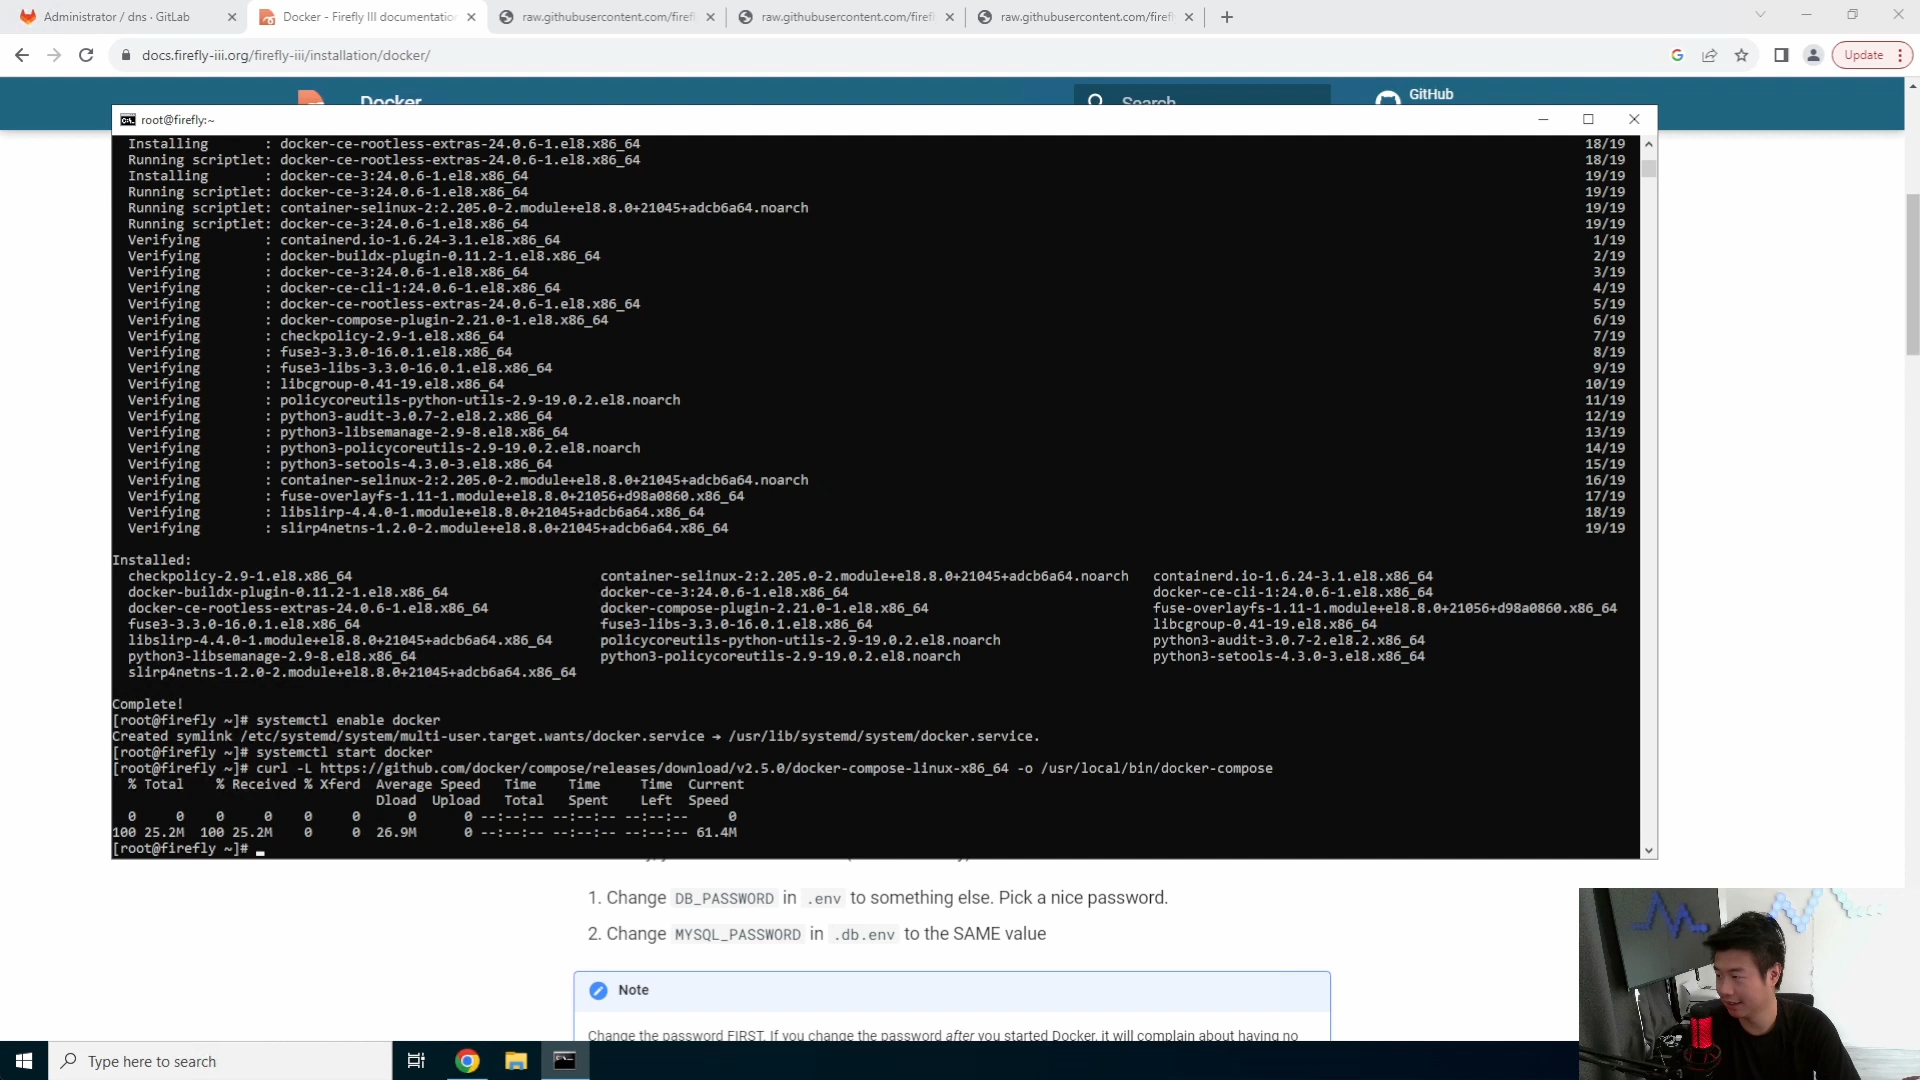 Administrator / dns · GitLab
Docker - Firefly III documentation
raw.githubusercontent.com/firefl
raw.githubusercontent.com/firefl
raw.githubusercontent.com/firefl
docs.firefly-iii.org/firefly-iii/installation/docker/
Update
Docker
Search
GitHub
root@firefly:~
Installing : docker-ce-rootless-extras-24.0.6-1.el8.x86_64 18/19
Running scriptlet: docker-ce-rootless-extras-24.0.6-1.el8.x86_64 18/19
Installing : docker-ce-3:24.0.6-1.el8.x86_64 19/19
Running scriptlet: docker-ce-3:24.0.6-1.el8.x86_64 19/19
Running scriptlet: container-selinux-2:2.205.0-2.module+el8.8.0+21045+adcb6a64.noarch 19/19
Running scriptlet: docker-ce-3:24.0.6-1.el8.x86_64 19/19
Verifying : containerd.io-1.6.24-3.1.el8.x86_64 1/19
Verifying : docker-buildx-plugin-0.11.2-1.el8.x86_64 2/19
Verifying : docker-ce-3:24.0.6-1.el8.x86_64 3/19
Verifying : docker-ce-cli-1:24.0.6-1.el8.x86_64 4/19
Verifying : docker-ce-rootless-extras-24.0.6-1.el8.x86_64 5/19
Verifying : docker-compose-plugin-2.21.0-1.el8.x86_64 6/19
Verifying : checkpolicy-2.9-1.el8.x86_64 7/19
Verifying : fuse3-3.3.0-16.0.1.el8.x86_64 8/19
Verifying : fuse3-libs-3.3.0-16.0.1.el8.x86_64 9/19
Verifying : libcgroup-0.41-19.el8.x86_64 10/19
Verifying : policycoreutils-python-utils-2.9-19.0.2.el8.noarch 11/19
Verifying : python3-audit-3.0.7-2.el8.2.x86_64 12/19
Verifying : python3-libsemanage-2.9-8.el8.x86_64 13/19
Verifying : python3-policycoreutils-2.9-19.0.2.el8.noarch 14/19
Verifying : python3-setools-4.3.0-3.el8.x86_64 15/19
Verifying : container-selinux-2:2.205.0-2.module+el8.8.0+21045+adcb6a64.noarch 16/19
Verifying : fuse-overlayfs-1.11-1.module+el8.8.0+21056+d98a0860.x86_64 17/19
Verifying : libslirp-4.4.0-1.module+el8.8.0+21045+adcb6a64.x86_64 18/19
Verifying : slirp4netns-1.2.0-2.module+el8.8.0+21045+adcb6a64.x86_64 19/19
Installed:
checkpolicy-2.9-1.el8.x86_64 container-selinux-2:2.205.0-2.module+el8.8.0+21045+adcb6a64.noarch containerd.io-1.6.24-3.1.el8.x86_64
docker-buildx-plugin-0.11.2-1.el8.x86_64 docker-ce-3:24.0.6-1.el8.x86_64 docker-ce-cli-1:24.0.6-1.el8.x86_64
docker-ce-rootless-extras-24.0.6-1.el8.x86_64 docker-compose-plugin-2.21.0-1.el8.x86_64 fuse-overlayfs-1.11-1.module+el8.8.0+21056+d98a0860.x86_64
fuse3-3.3.0-16.0.1.el8.x86_64 fuse3-libs-3.3.0-16.0.1.el8.x86_64 libcgroup-0.41-19.el8.x86_64
libslirp-4.4.0-1.module+el8.8.0+21045+adcb6a64.x86_64 policycoreutils-python-utils-2.9-19.0.2.el8.noarch python3-audit-3.0.7-2.el8.2.x86_64
python3-libsemanage-2.9-8.el8.x86_64 python3-policycoreutils-2.9-19.0.2.el8.noarch python3-setools-4.3.0-3.el8.x86_64
slirp4netns-1.2.0-2.module+el8.8.0+21045+adcb6a64.x86_64
Complete!
[root@firefly ~]# systemctl enable docker
Created symlink /etc/systemd/system/multi-user.target.wants/docker.service → /usr/lib/systemd/system/docker.service.
[root@firefly ~]# systemctl start docker
[root@firefly ~]# curl -L https://github.com/docker/compose/releases/download/v2.5.0/docker-compose-linux-x86_64 -o /usr/local/bin/docker-compose
% Total % Received % Xferd Average Speed Time Time Time Current
Dload Upload Total Spent Left Speed
0 0 0 0 0 0 0 0 --:--:-- --:--:-- --:--:-- 0
100 25.2M 100 25.2M 0 0 26.9M 0 --:--:-- --:--:-- --:--:-- 61.4M
[root@firefly ~]# _
1. Change DB_PASSWORD in .env to something else. Pick a nice password.
2. Change MYSQL_PASSWORD in .db.env to the SAME value
Note
Change the password FIRST. If you change the password after you started Docker, it will complain about having no
Type here to search